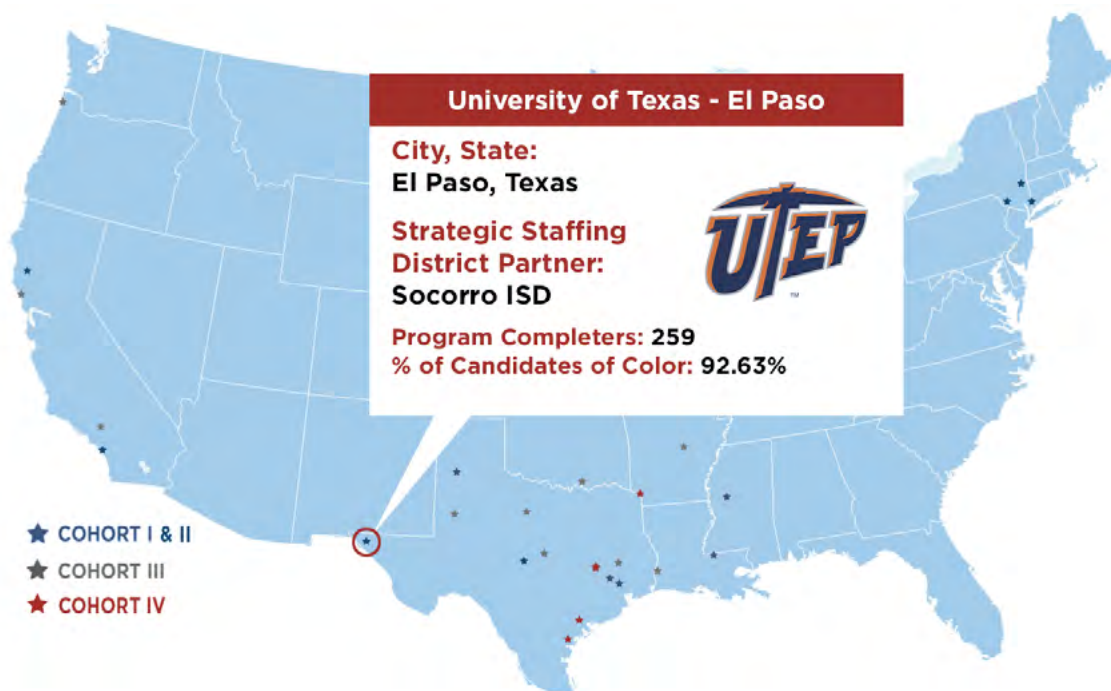 University of Texas - El Paso
City, State:
El Paso, Texas
Strategic Staffing
District Partner:
Socorro ISD
Program Completers: 259
% of Candidates of Color: 92.63%
UTEP
TM
COHORT I & II
COHORT III
COHORT IV